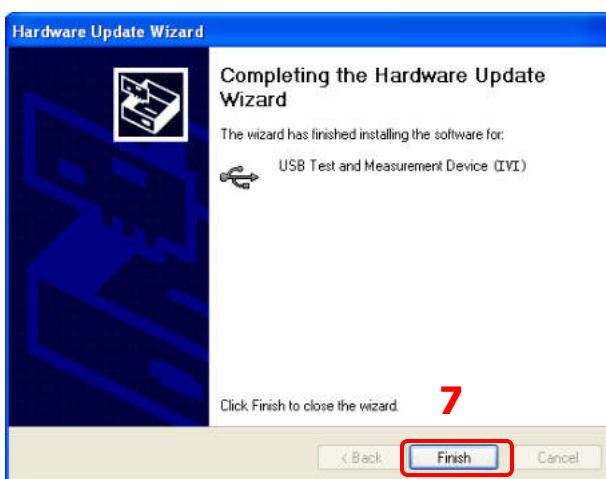 Hardware Update Wizard
Completing the Hardware Update
Wizard
The wizard has finished installing the software for:
USB Test and Measurement Device (IVI)
Click Finish to close the wizard.
7
< Back
Finish
Cancel